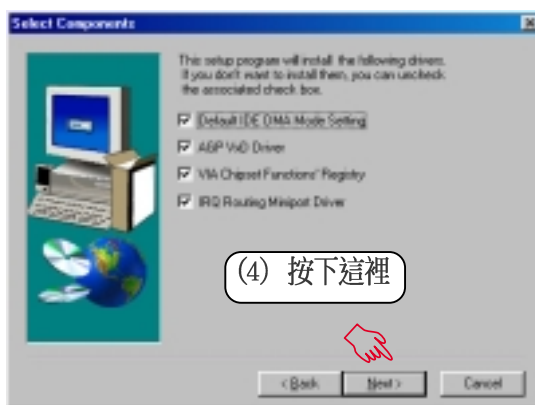 Select Components
This setup program will install the following drivers.
If you don't want to install them, you can uncheck
the associated check box.
Default IDE DMA Mode Setting
AGP VxD Driver
VIA Chipset Functions' Registry
IRQ Routing Miniport Driver
(4) 按下這裡
< Back
Next >
Cancel